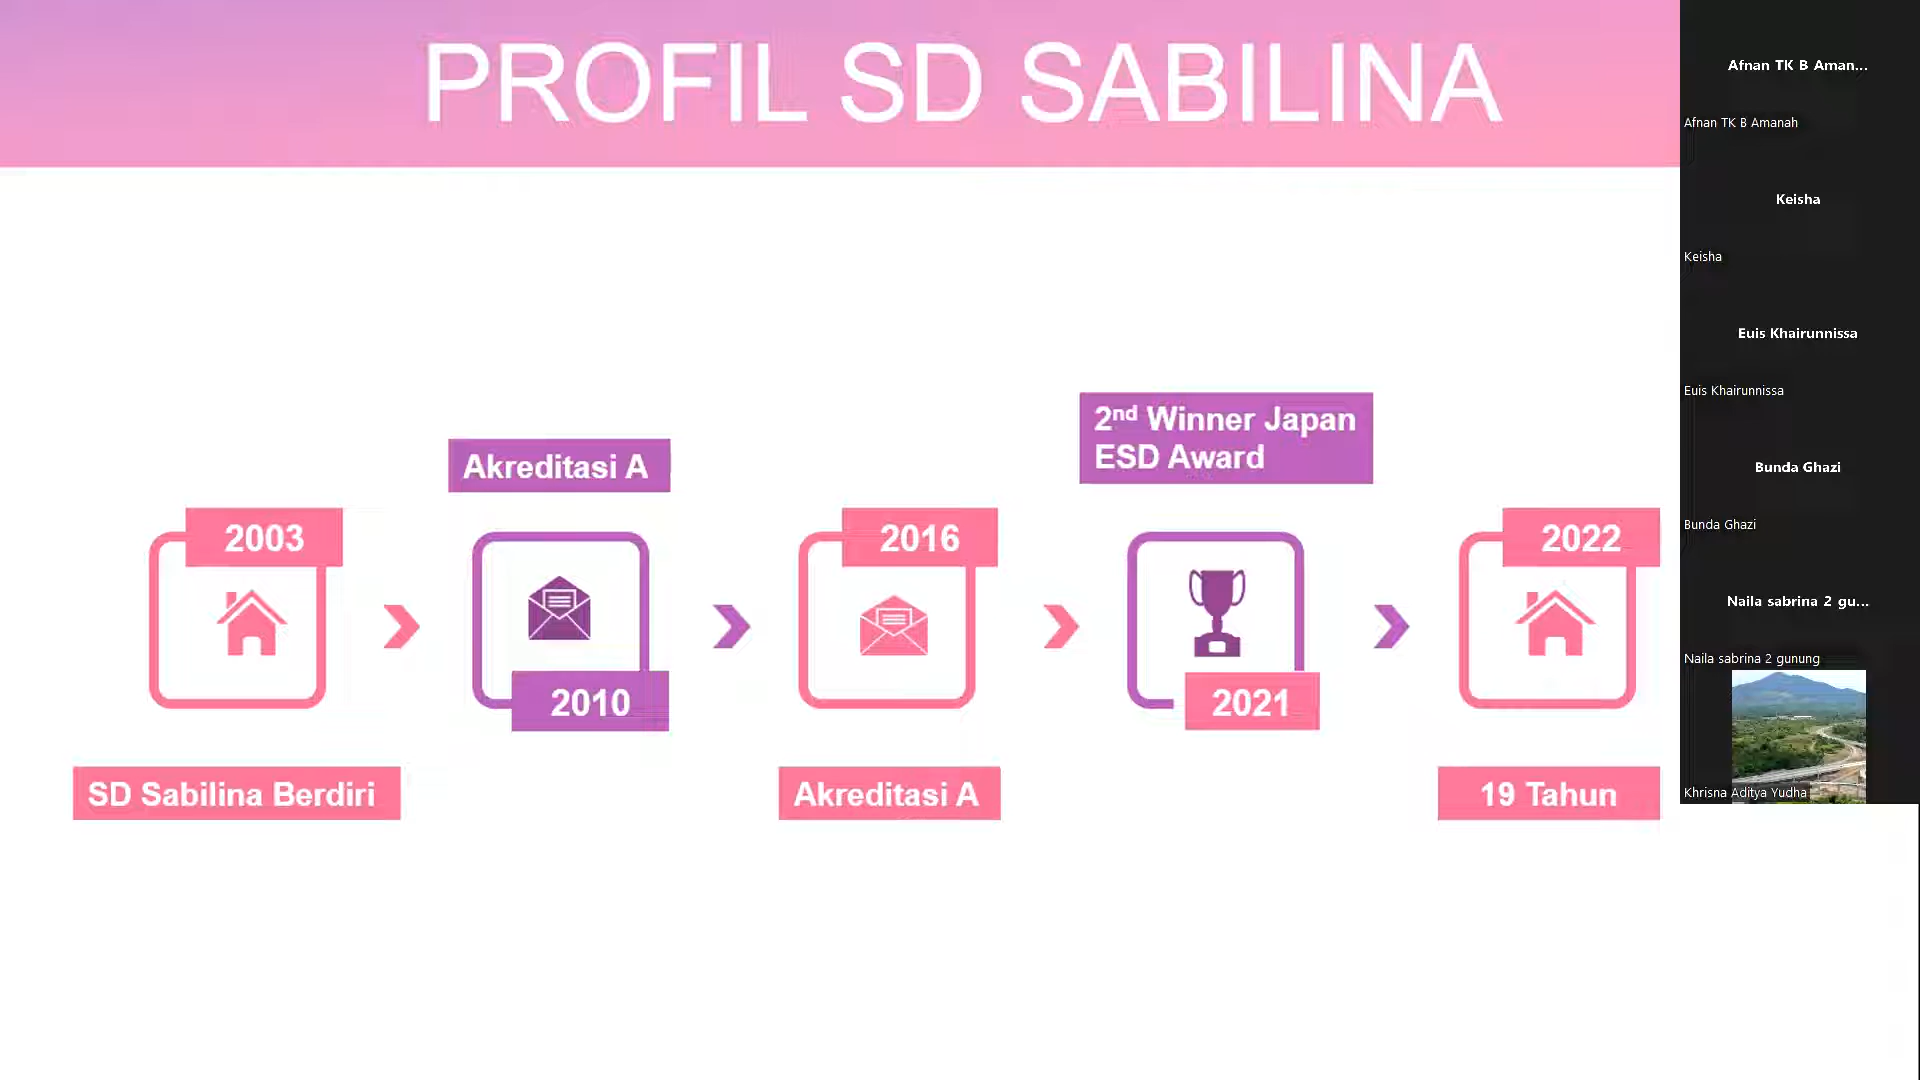 PROFIL SD SABILINA
2003
SD Sabilina Berdiri
Akreditasi A
2010
2016
Akreditasi A
2nd Winner Japan
ESD Award
2021
2022
19 Tahun
Afnan TK B Aman...
Afnan TK B Amanah
Keisha
Keisha
Euis Khairunnissa
Euis Khairunnissa
Bunda Ghazi
Bunda Ghazi
Naila sabrina 2 gu...
Naila sabrina 2 gunung
Khrisna Aditya Yudha